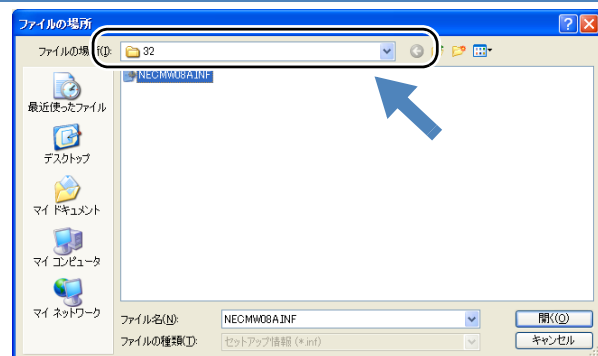 ファイルの場所
ファイルの場 f(I):
32
NECMW08A.INF
最近使ったファイル
デスクトップ
マイ ドキュメント
マイ コンピュータ
マイ ネットワーク
ファイル名(N):
NECMW08A.INF
開く(O)
ファイルの種類(T):
セットアップ情報 (*.inf)
キャンセル